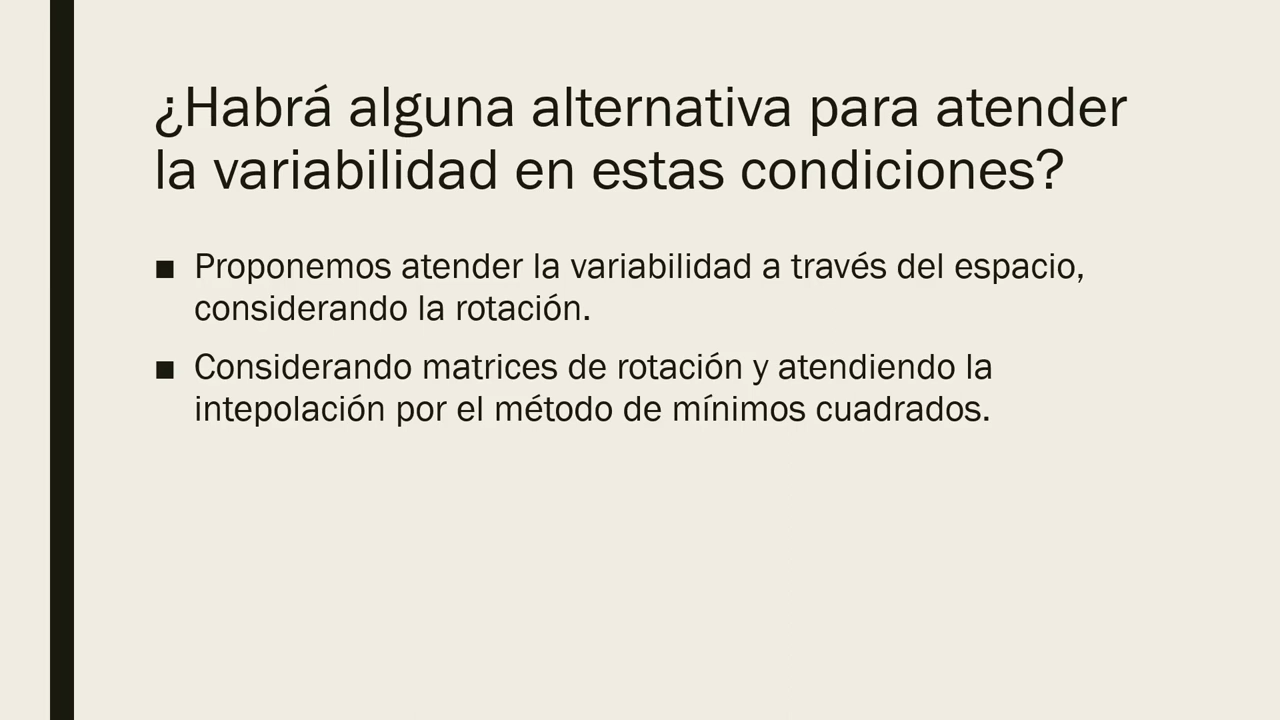 ¿Habrá alguna alternativa para atender
la variabilidad en estas condiciones?
■ Proponemos atender la variabilidad a través del espacio,
considerando la rotación.
■ Considerando matrices de rotación y atendiendo la
intepolación por el método de mínimos cuadrados.